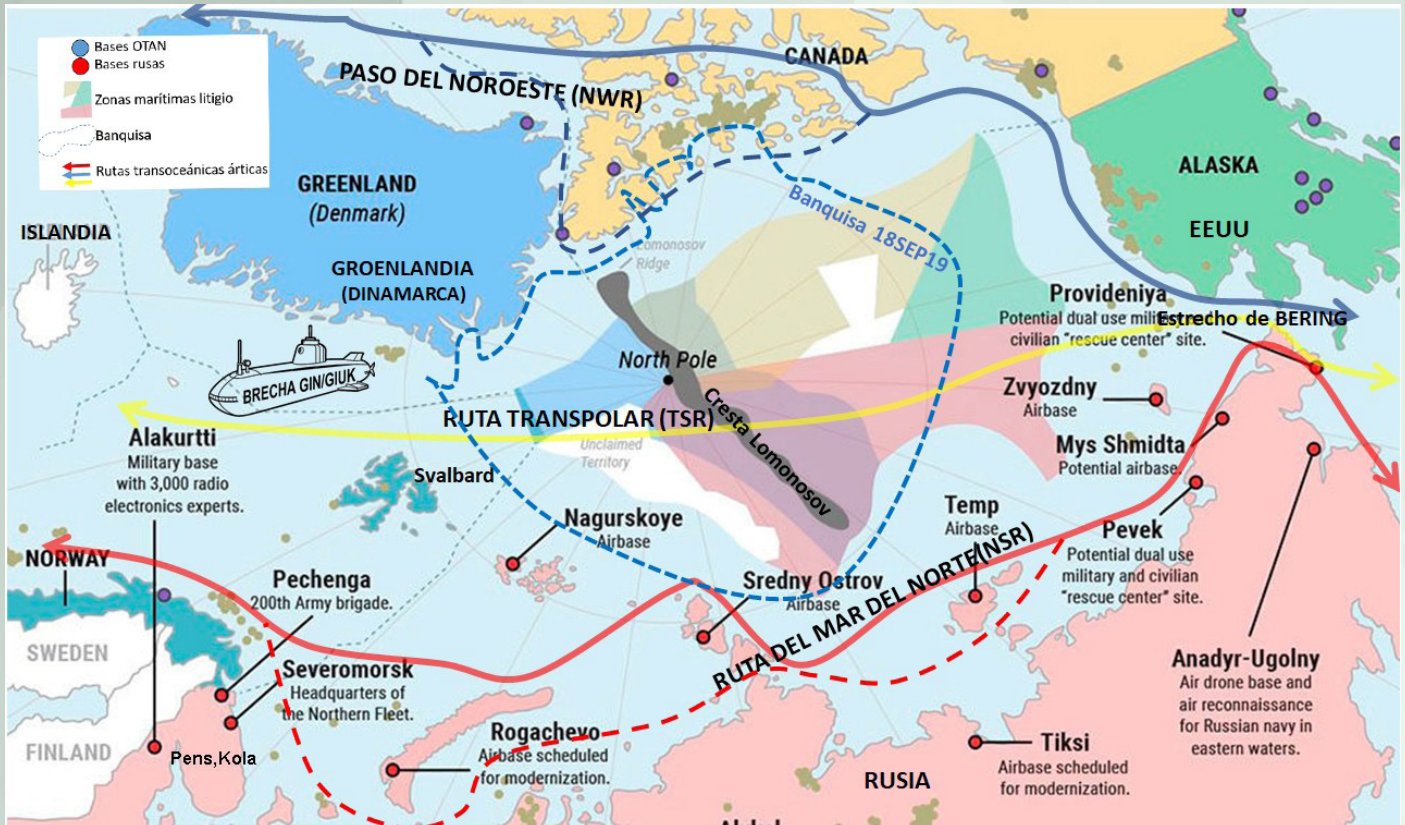 Bases OTAN
Bases rusas
Zonas marítimas litigio
Banquisa
Rutas transoceánicas árticas
PASO DEL NOROESTE (NWR)
CANADA
GREENLAND
(Denmark)
GROENLANDIA
(DINAMARCA)
ISLANDIA
ALASKA
EEUU
Banquisa 18SEP19
Lomonosov
Ridge
North Pole
Cresta Lomonosov
BRECHA GIN/GIUK
RUTA TRANSPOLAR (TSR)
Unclaimed
Territory
Provideniya
Potential dual use military
civilian "rescue center" site.
Estrecho de BERING
Zvyozdny
Airbase
Mys Shmidta
Potential airbase.
Alakurtti
Military base
with 3,000 radio
electronics experts.
Svalbard
Nagurskoye
Airbase
Temp
Airbase
Pevek
Potential dual use
military and civilian
"rescue center" site.
NORWAY
Pechenga
200th Army brigade.
Sredny Ostrov
Airbase
RUTA DEL MAR DEL NORTE(NSR)
SWEDEN
Severomorsk
Headquarters of
the Northern Fleet.
Anadyr-Ugolny
Air drone base and
air reconnaissance
for Russian navy in
eastern waters.
FINLAND
Pens,Kola
Rogachevo
Airbase scheduled
for modernization.
Tiksi
Airbase scheduled
for modernization.
RUSIA